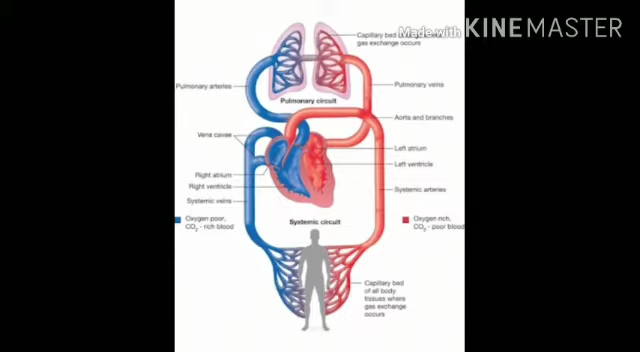 Made with KINEMASTER
Capillary bed
gas exchange occurs
Pulmonary arteries
Pulmonary veins
Pulmonary circuit
Aorta and branches
Vena cavae
Left atrium
Left ventricle
Right atrium
Right ventricle
Systemic arteries
Systemic veins
Oxygen poor,
CO₂ - rich blood
Systemic circuit
Oxygen rich,
CO₂ - poor blood
Capillary bed
of all body
tissues where
gas exchange
occurs